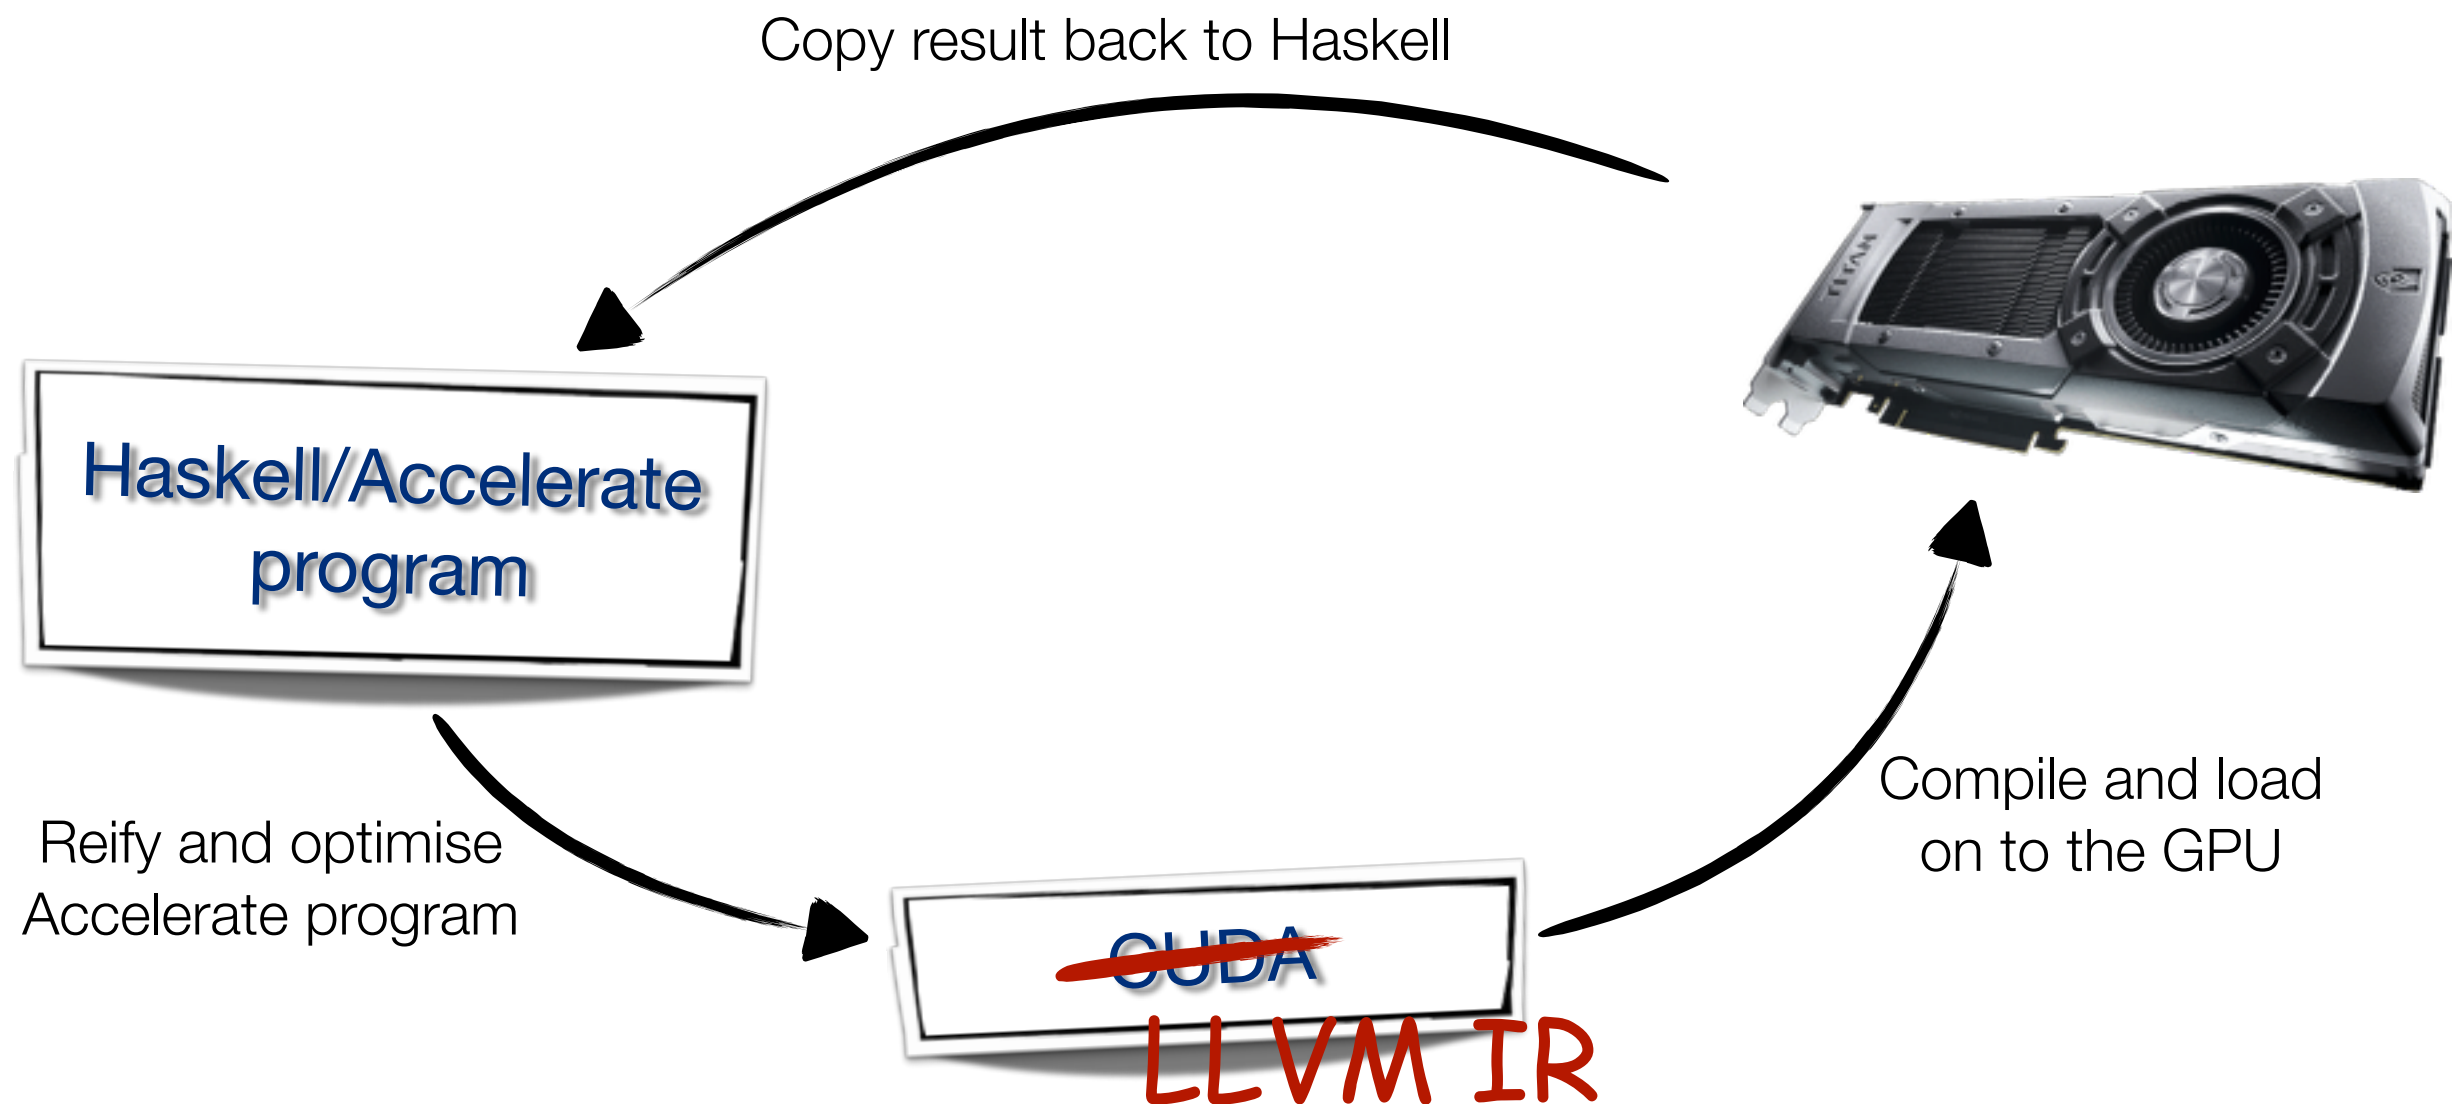 Copy result back to Haskell
TITAN
Haskell/Accelerate
program
Compile and load
on to the GPU
Reify and optimise
Accelerate program
CUDA
LLVM IR